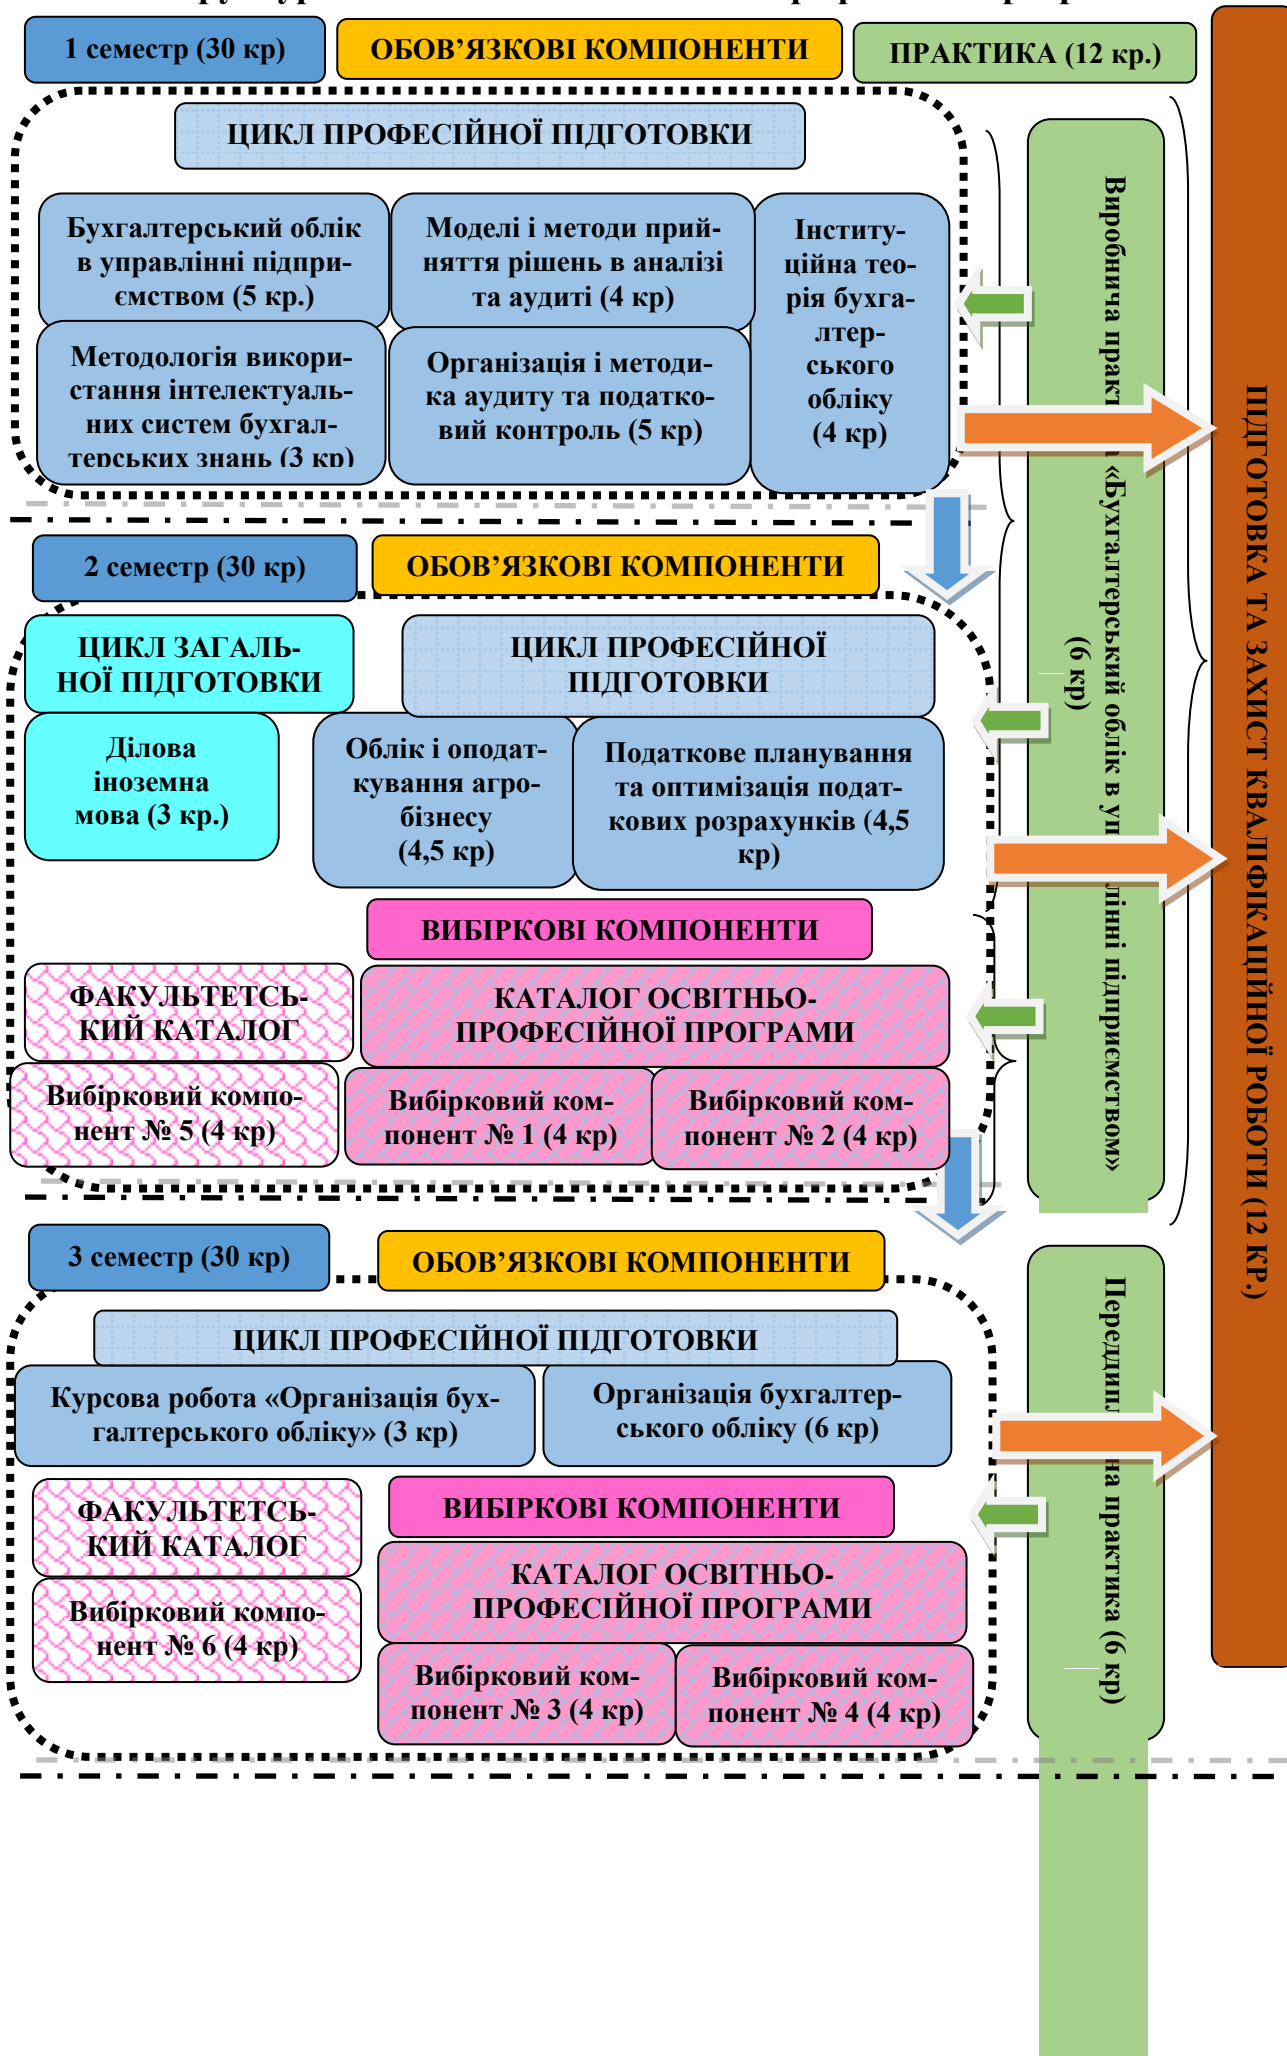 1 семестр (30 кр)
ОБОВ’ЯЗКОВІ КОМПОНЕНТИ
ПРАКТИКА (12 кр.)
ЦИКЛ ПРОФЕСІЙНОЇ ПІДГОТОВКИ
Бухгалтерський облік
в управлінні підпри-
ємством (5 кр.)
Моделі і методи прий-
няття рішень в аналізі
та аудиті (4 кр)
Інститу-
ційна тео-
рія бухга-
лтер-
ського
обліку
(4 кр)
Методологія викори-
стання інтелектуаль-
них систем бухгал-
терських знань (3 кр)
Організація і методи-
ка аудиту та податко-
вий контроль (5 кр)
2 семестр (30 кр)
ОБОВ’ЯЗКОВІ КОМПОНЕНТИ
ЦИКЛ ЗАГАЛЬ-
НОЇ ПІДГОТОВКИ
ЦИКЛ ПРОФЕСІЙНОЇ
ПІДГОТОВКИ
Ділова
іноземна
мова (3 кр.)
Облік і оподат-
кування агро-
бізнесу
(4,5 кр)
Податкове планування
та оптимізація подат-
кових розрахунків (4,5
кр)
ВИБІРКОВІ КОМПОНЕНТИ
ФАКУЛЬТЕТСЬ-
КИЙ КАТАЛОГ
КАТАЛОГ ОСВІТНЬО-
ПРОФЕСІЙНОЇ ПРОГРАМИ
Вибірковий компо-
нент № 5 (4 кр)
Вибірковий ком-
понент № 1 (4 кр)
Вибірковий ком-
понент № 2 (4 кр)
3 семестр (30 кр)
ОБОВ’ЯЗКОВІ КОМПОНЕНТИ
ЦИКЛ ПРОФЕСІЙНОЇ ПІДГОТОВКИ
Курсова робота «Організація бух-
галтерського обліку» (3 кр)
Організація бухгалтер-
ського обліку (6 кр)
ФАКУЛЬТЕТСЬ-
КИЙ КАТАЛОГ
ВИБІРКОВІ КОМПОНЕНТИ
КАТАЛОГ ОСВІТНЬО-
ПРОФЕСІЙНОЇ ПРОГРАМИ
Вибірковий компо-
нент № 6 (4 кр)
Вибірковий ком-
понент № 3 (4 кр)
Вибірковий ком-
понент № 4 (4 кр)
Виробнича «Бухгалтерський облік в підприємством»
(6 кр)
практика (6 кр)
ПІДГОТОВКА ТА ЗАХИСТ КВАЛІФІКАЦІЙНОЇ РОБОТИ (12 КР.)